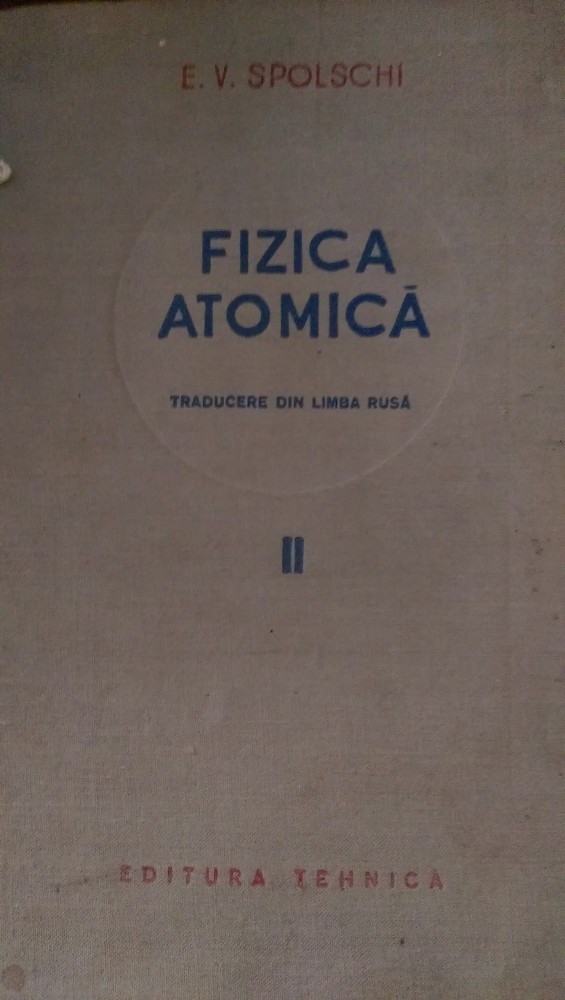 E. V. SPOLSCHI
FIZICA
ATOMICĂ
TRADUCERE DIN LIMBA RUSĂ
II
EDITURA TEHNICĂ